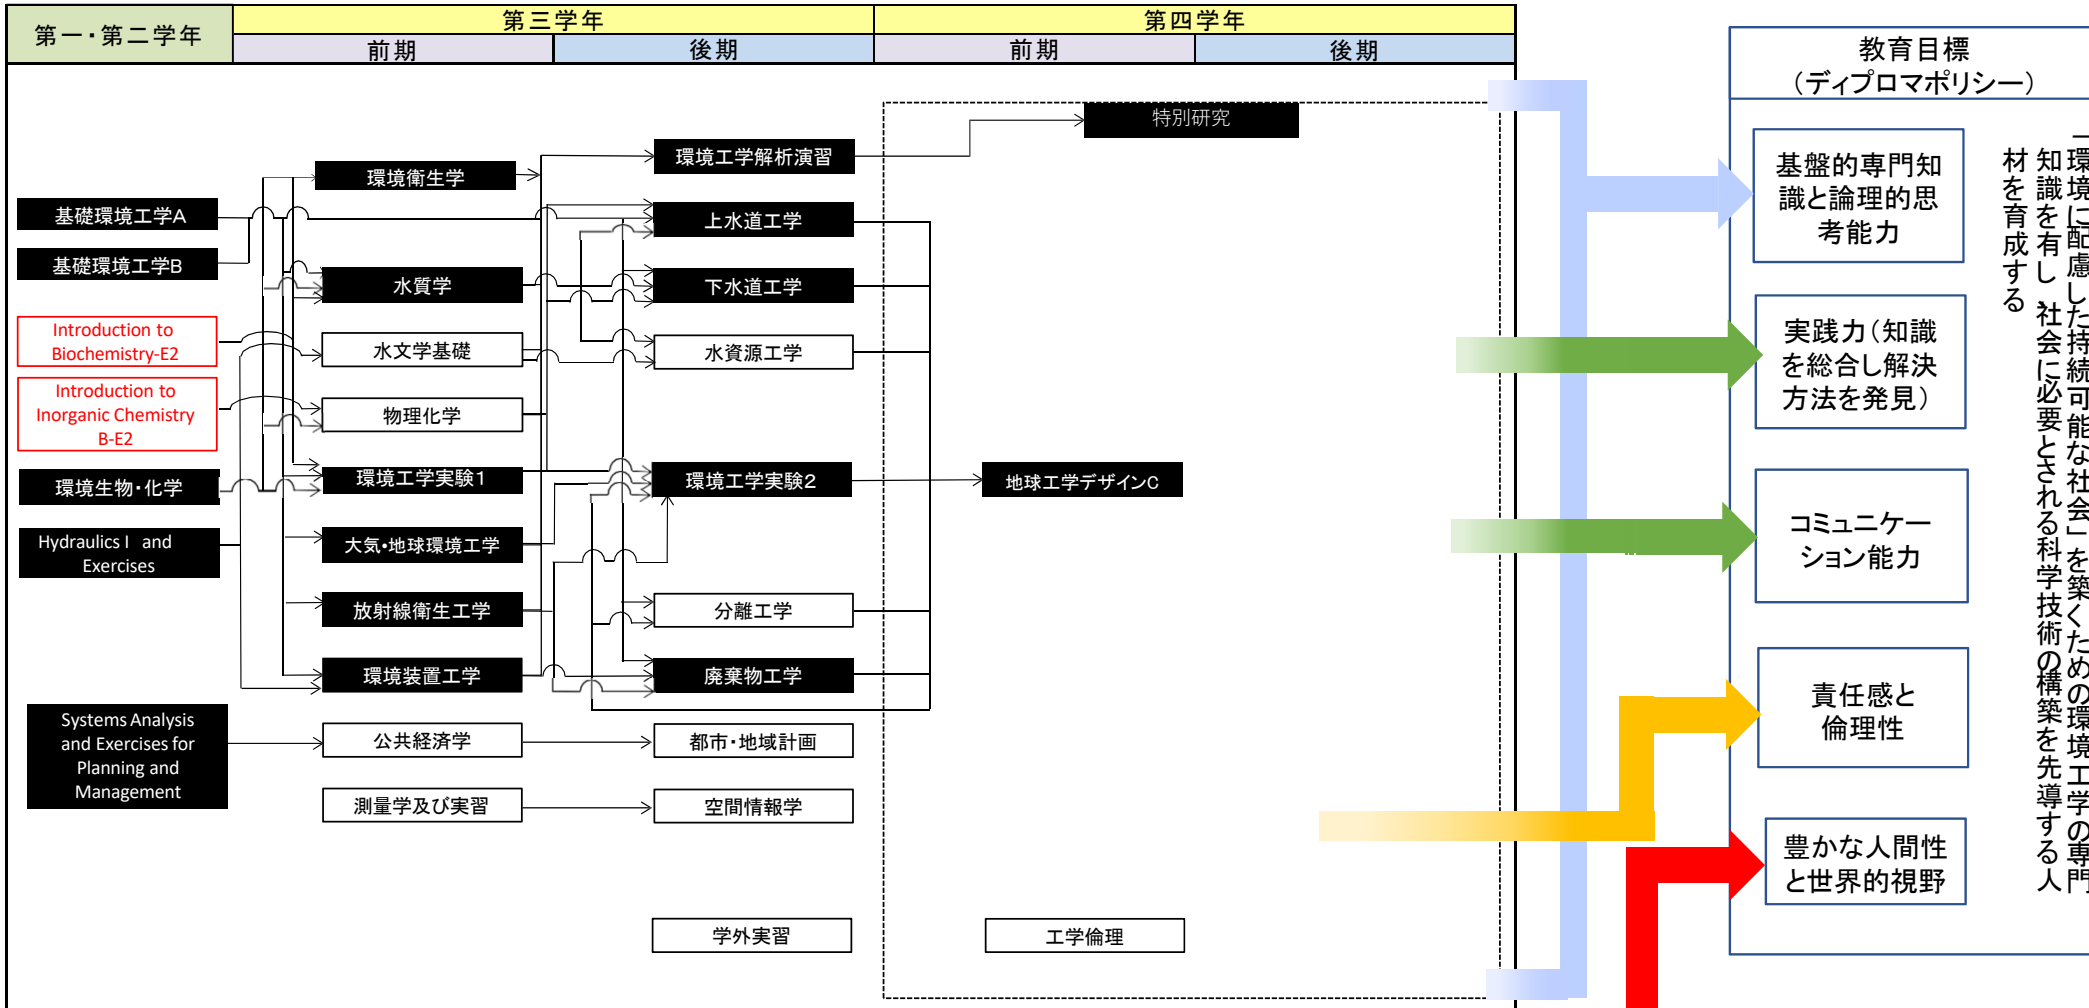 第一・第二学年
第三学年
第四学年
前期
後期
前期
後期
特別研究
環境工学解析演習
環境衛生学
基礎環境工学A
上水道工学
基礎環境工学B
水質学
下水道工学
Introduction to
Biochemistry-E2
水文学基礎
水資源工学
Introduction to
Inorganic Chemistry
B-E2
物理化学
環境生物・化学
環境工学実験1
環境工学実験2
地球工学デザインC
Hydraulics I and
Exercises
大気・地球環境工学
放射線衛生工学
分離工学
環境装置工学
廃棄物工学
Systems Analysis
and Exercises for
Planning and
Management
公共経済学
都市・地域計画
測量学及び実習
空間情報学
学外実習
工学倫理
教育目標
（ディプロマポリシー）
基盤的専門知
識と論理的思
考能力
実践力（知識
を総合し解決
方法を発見）
コミュニケー
ション能力
責任感と
倫理性
豊かな人間性
と世界的視野
「環境に配慮した持続可能な社会」を築くための環境工学の専門
知識を有し、社会に必要とされる科学技術の構築を先導する人
材を育成する